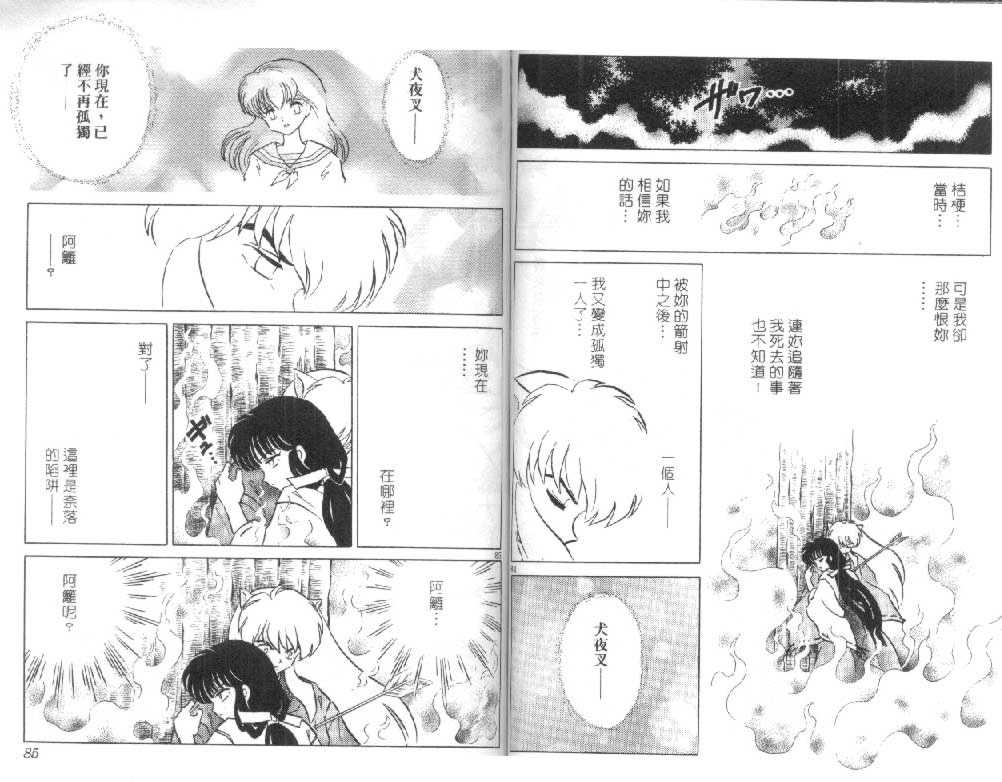 ザワ…
桔梗…
當時…
如果我
相信妳
的話…
可是我卻
那麼恨妳
……
連妳追隨著
我死去的事
也不知道！
被妳的箭射
中之後…
我又變成孤獨
一人了…
一個人——
犬夜叉——
犬夜叉——
你現在，已
經不再孤獨
了——
——阿籬
？
妳現在
……
在哪裡？
ギュ…
對了——
這裡是奈落
的陷阱——
阿籬…
阿籬呢？
85